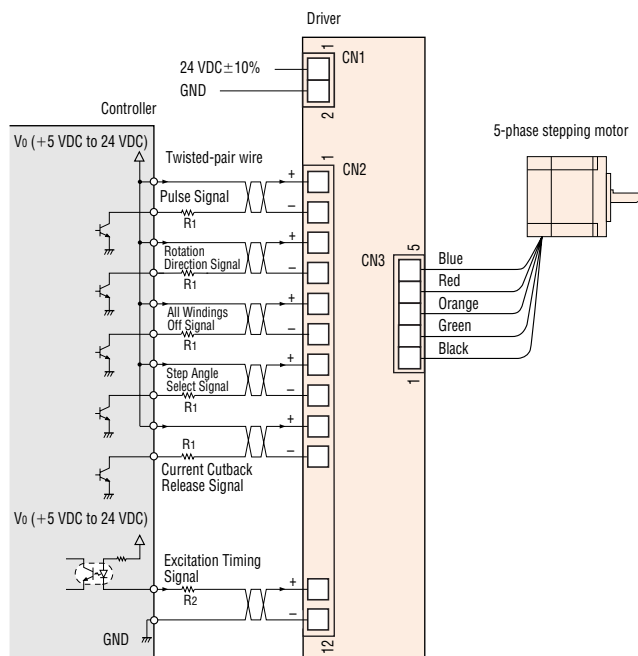 Driver
CN1
1
24 VDC±10%
GND
2
Controller
5-phase stepping motor
V0 (+5 VDC to 24 VDC)
Twisted-pair wire
1
CN2
+
Pulse Signal
−
R1
+
Rotation
Direction Signal
−
R1
CN3
5
Blue
Red
Orange
Green
Black
1
+
All Windings
Off Signal
−
R1
+
Step Angle
Select Signal
−
R1
+
R1
−
Current Cutback
Release Signal
V0 (+5 VDC to 24 VDC)
Excitation Timing
Signal
+
R2
−
GND
12